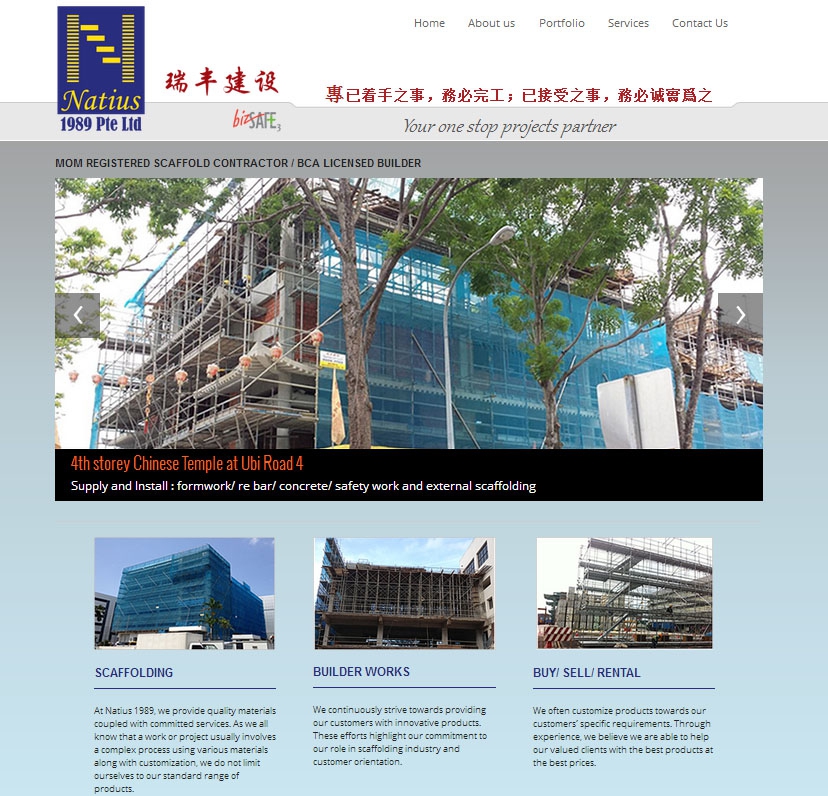 Home About us Portfolio Services Contact Us
Natius
1989 Pte Ltd
瑞丰建设
bizSAFE3
專已着手之事，務必完工；已接受之事，務必诚實爲之
Your one stop projects partner
MOM REGISTERED SCAFFOLD CONTRACTOR / BCA LICENSED BUILDER
4th storey Chinese Temple at Ubi Road 4
Supply and Install : formwork/ re bar/ concrete/ safety work and external scaffolding
SCAFFOLDING
At Natius 1989, we provide quality materials
coupled with committed services. As we all
know that a work or project usually involves
a complex process using various materials
along with customization, we do not limit
ourselves to our standard range of
products.
BUILDER WORKS
We continuously strive towards providing
our customers with innovative products.
These efforts highlight our commitment to
our role in scaffolding industry and
customer orientation.
BUY/ SELL/ RENTAL
We often customize products towards our
customers' specific requirements. Through
experience, we believe we are able to help
our valued clients with the best products at
the best prices.